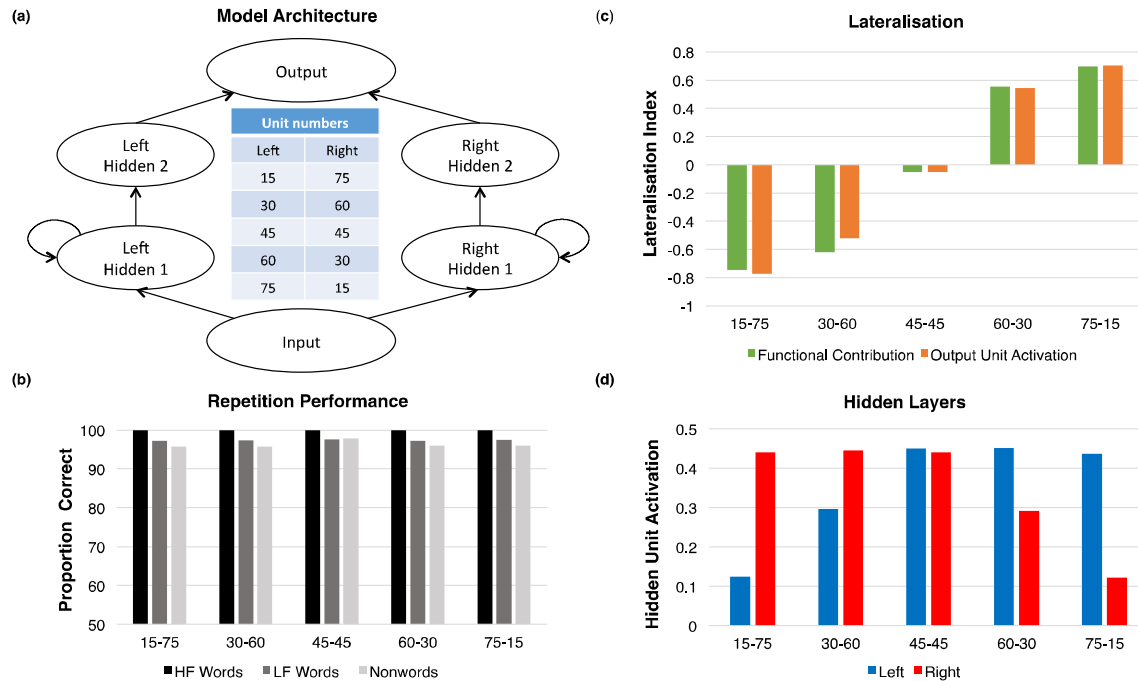 (a)
Model Architecture
Output
Left
Hidden 2
Right
Hidden 2
Unit numbers
Left Right
15 75
30 60
45 45
60 30
75 15
Left
Hidden 1
Right
Hidden 1
Input
(b)
Repetition Performance
Proportion Correct
100
90
80
70
60
50
15-75 30-60 45-45 60-30 75-15
HF Words LF Words Nonwords
(c)
Lateralisation
Lateralisation Index
0.8
0.6
0.4
0.2
0
-0.2
-0.4
-0.6
-0.8
-1
15-75 30-60 45-45 60-30 75-15
Functional Contribution Output Unit Activation
(d)
Hidden Layers
Hidden Unit Activation
0.5
0.4
0.3
0.2
0.1
0
15-75 30-60 45-45 60-30 75-15
Left Right